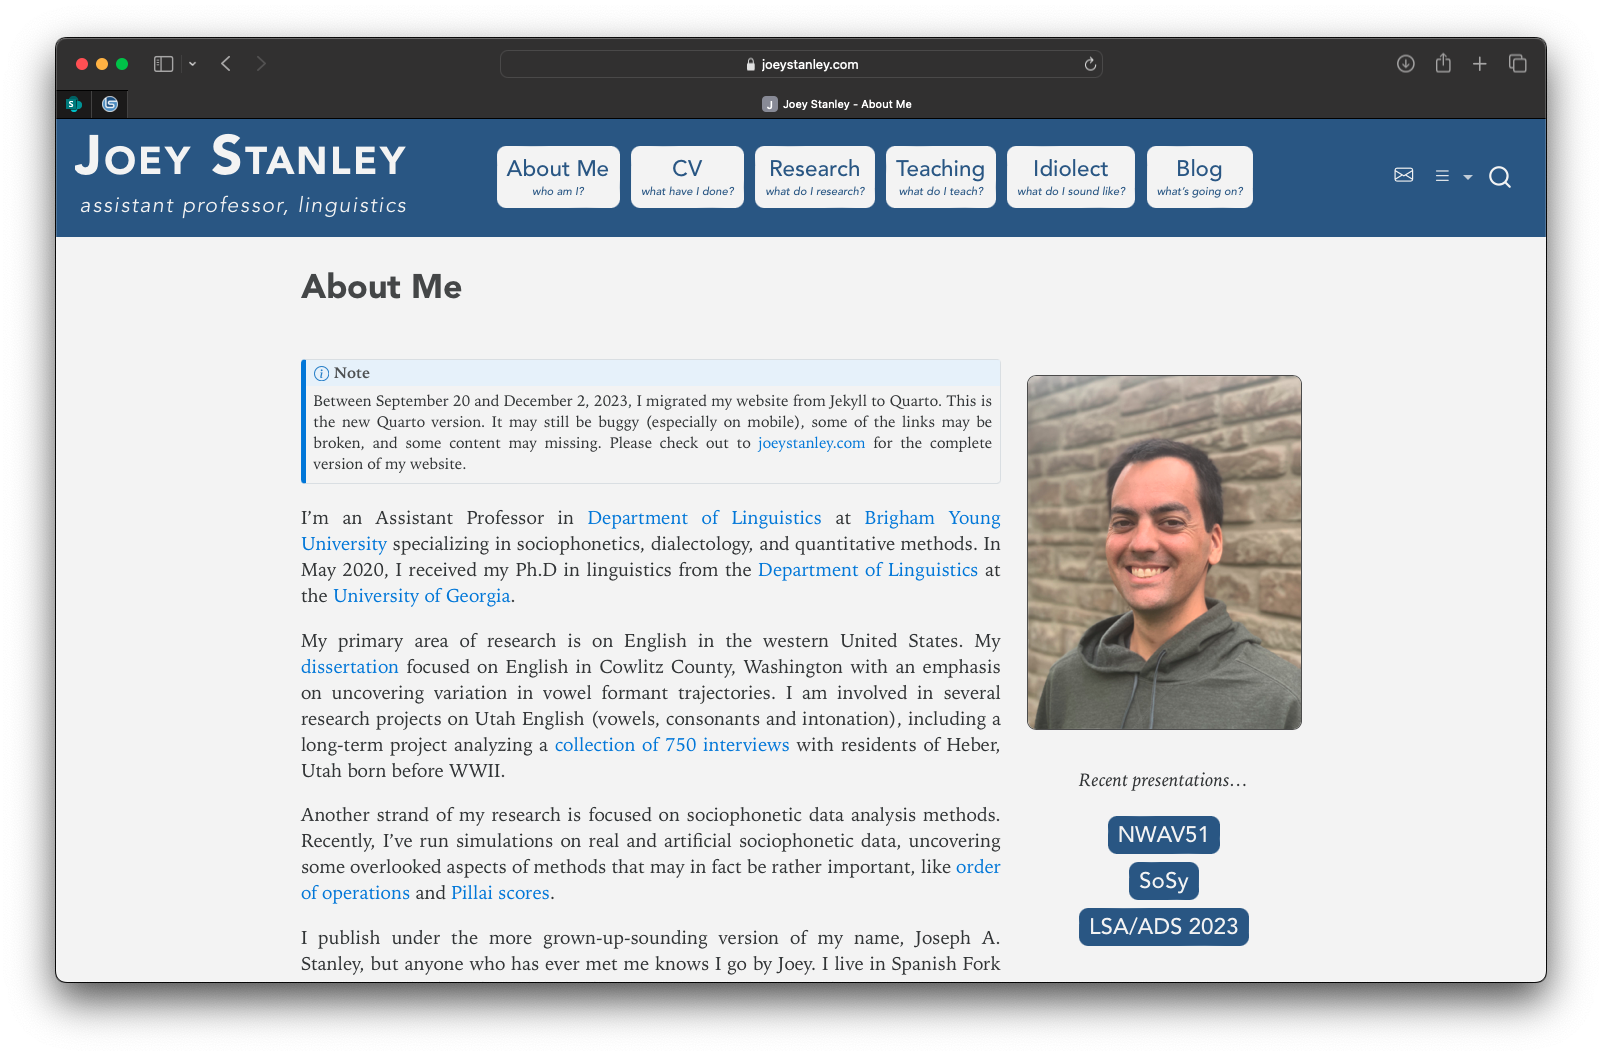 joeystanley.com
S
J Joey Stanley – About Me
JOEY STANLEY
assistant professor, linguistics
About Me
who am I?
CV
what have I done?
Research
what do I research?
Teaching
what do I teach?
Idiolect
what do I sound like?
Blog
what's going on?
About Me
Note
Between September 20 and December 2, 2023, I migrated my website from Jekyll to Quarto. This is
the new Quarto version. It may still be buggy (especially on mobile), some of the links may be
broken, and some content may missing. Please check out to joeystanley.com for the complete
version of my website.
I'm an Assistant Professor in Department of Linguistics at Brigham Young
University specializing in sociophonetics, dialectology, and quantitative methods. In
May 2020, I received my Ph.D in linguistics from the Department of Linguistics at
the University of Georgia.
My primary area of research is on English in the western United States. My
dissertation focused on English in Cowlitz County, Washington with an emphasis
on uncovering variation in vowel formant trajectories. I am involved in several
research projects on Utah English (vowels, consonants and intonation), including a
long-term project analyzing a collection of 750 interviews with residents of Heber,
Utah born before WWII.
Another strand of my research is focused on sociophonetic data analysis methods.
Recently, I've run simulations on real and artificial sociophonetic data, uncovering
some overlooked aspects of methods that may in fact be rather important, like order
of operations and Pillai scores.
I publish under the more grown-up-sounding version of my name, Joseph A.
Stanley, but anyone who has ever met me knows I go by Joey. I live in Spanish Fork
Recent presentations…
NWAV51
SoSy
LSA/ADS 2023